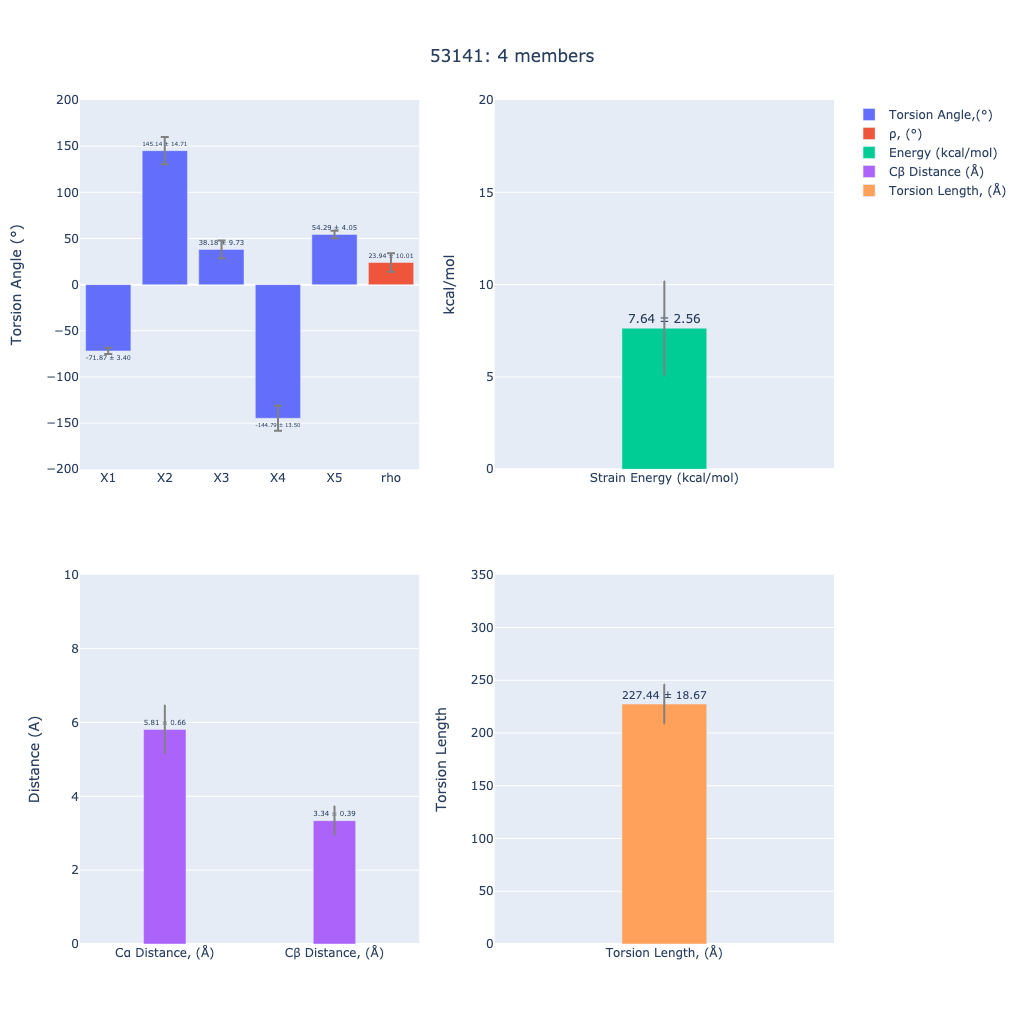 53141: 4 members
Torsion Angle (°)
200
150
100
50
0
−50
−100
−150
−200
-71.87 ± 3.40
145.14 ± 14.71
38.18 ± 9.73
-144.79 ± 13.50
54.29 ± 4.05
23.94 ± 10.01
X1 X2 X3 X4 X5 rho
kcal/mol
20
15
10
5
0
7.64 ± 2.56
Strain Energy (kcal/mol)
Torsion Angle,(°)
ρ, (°)
Energy (kcal/mol)
Cβ Distance (Å)
Torsion Length, (Å)
Distance (A)
10
8
6
4
2
0
5.81 ± 0.66
3.34 ± 0.39
Cα Distance, (Å) Cβ Distance, (Å)
Torsion Length
350
300
250
200
150
100
50
0
227.44 ± 18.67
Torsion Length, (Å)